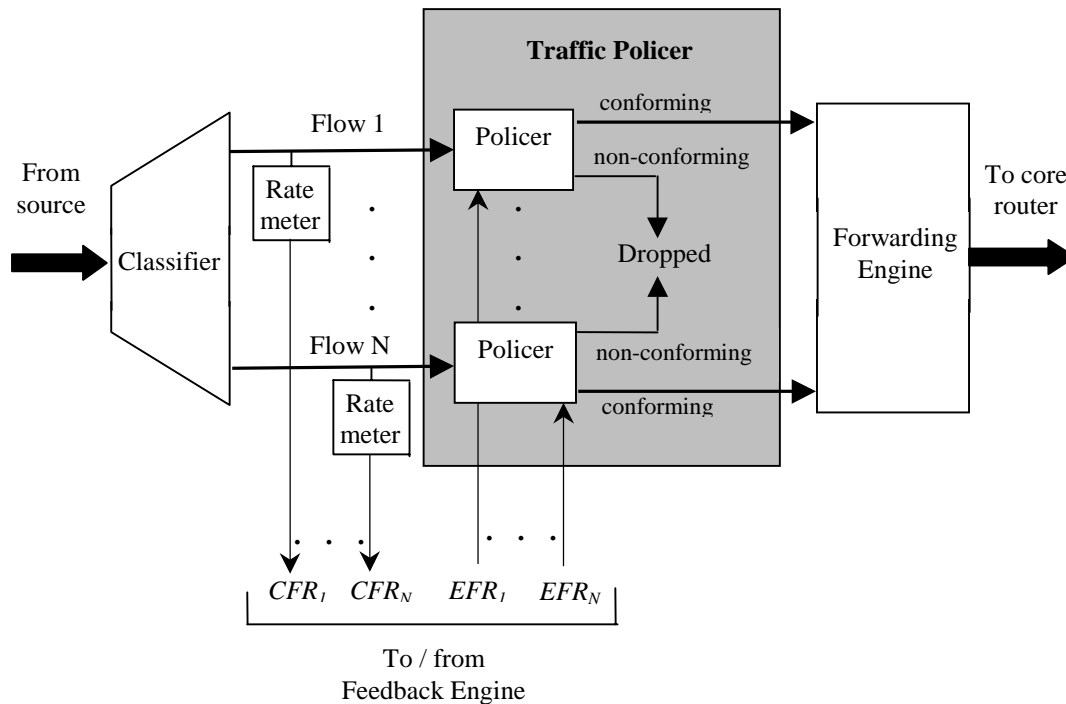 Traffic Policer
conforming
Flow 1
Policer
non-conforming
From
source
Rate
meter
To core
router
Classifier
Dropped
Forwarding
Engine
Flow N
Policer
non-conforming
conforming
Rate
meter
CFR1 CFRN EFR1 EFRN
To / from
Feedback Engine